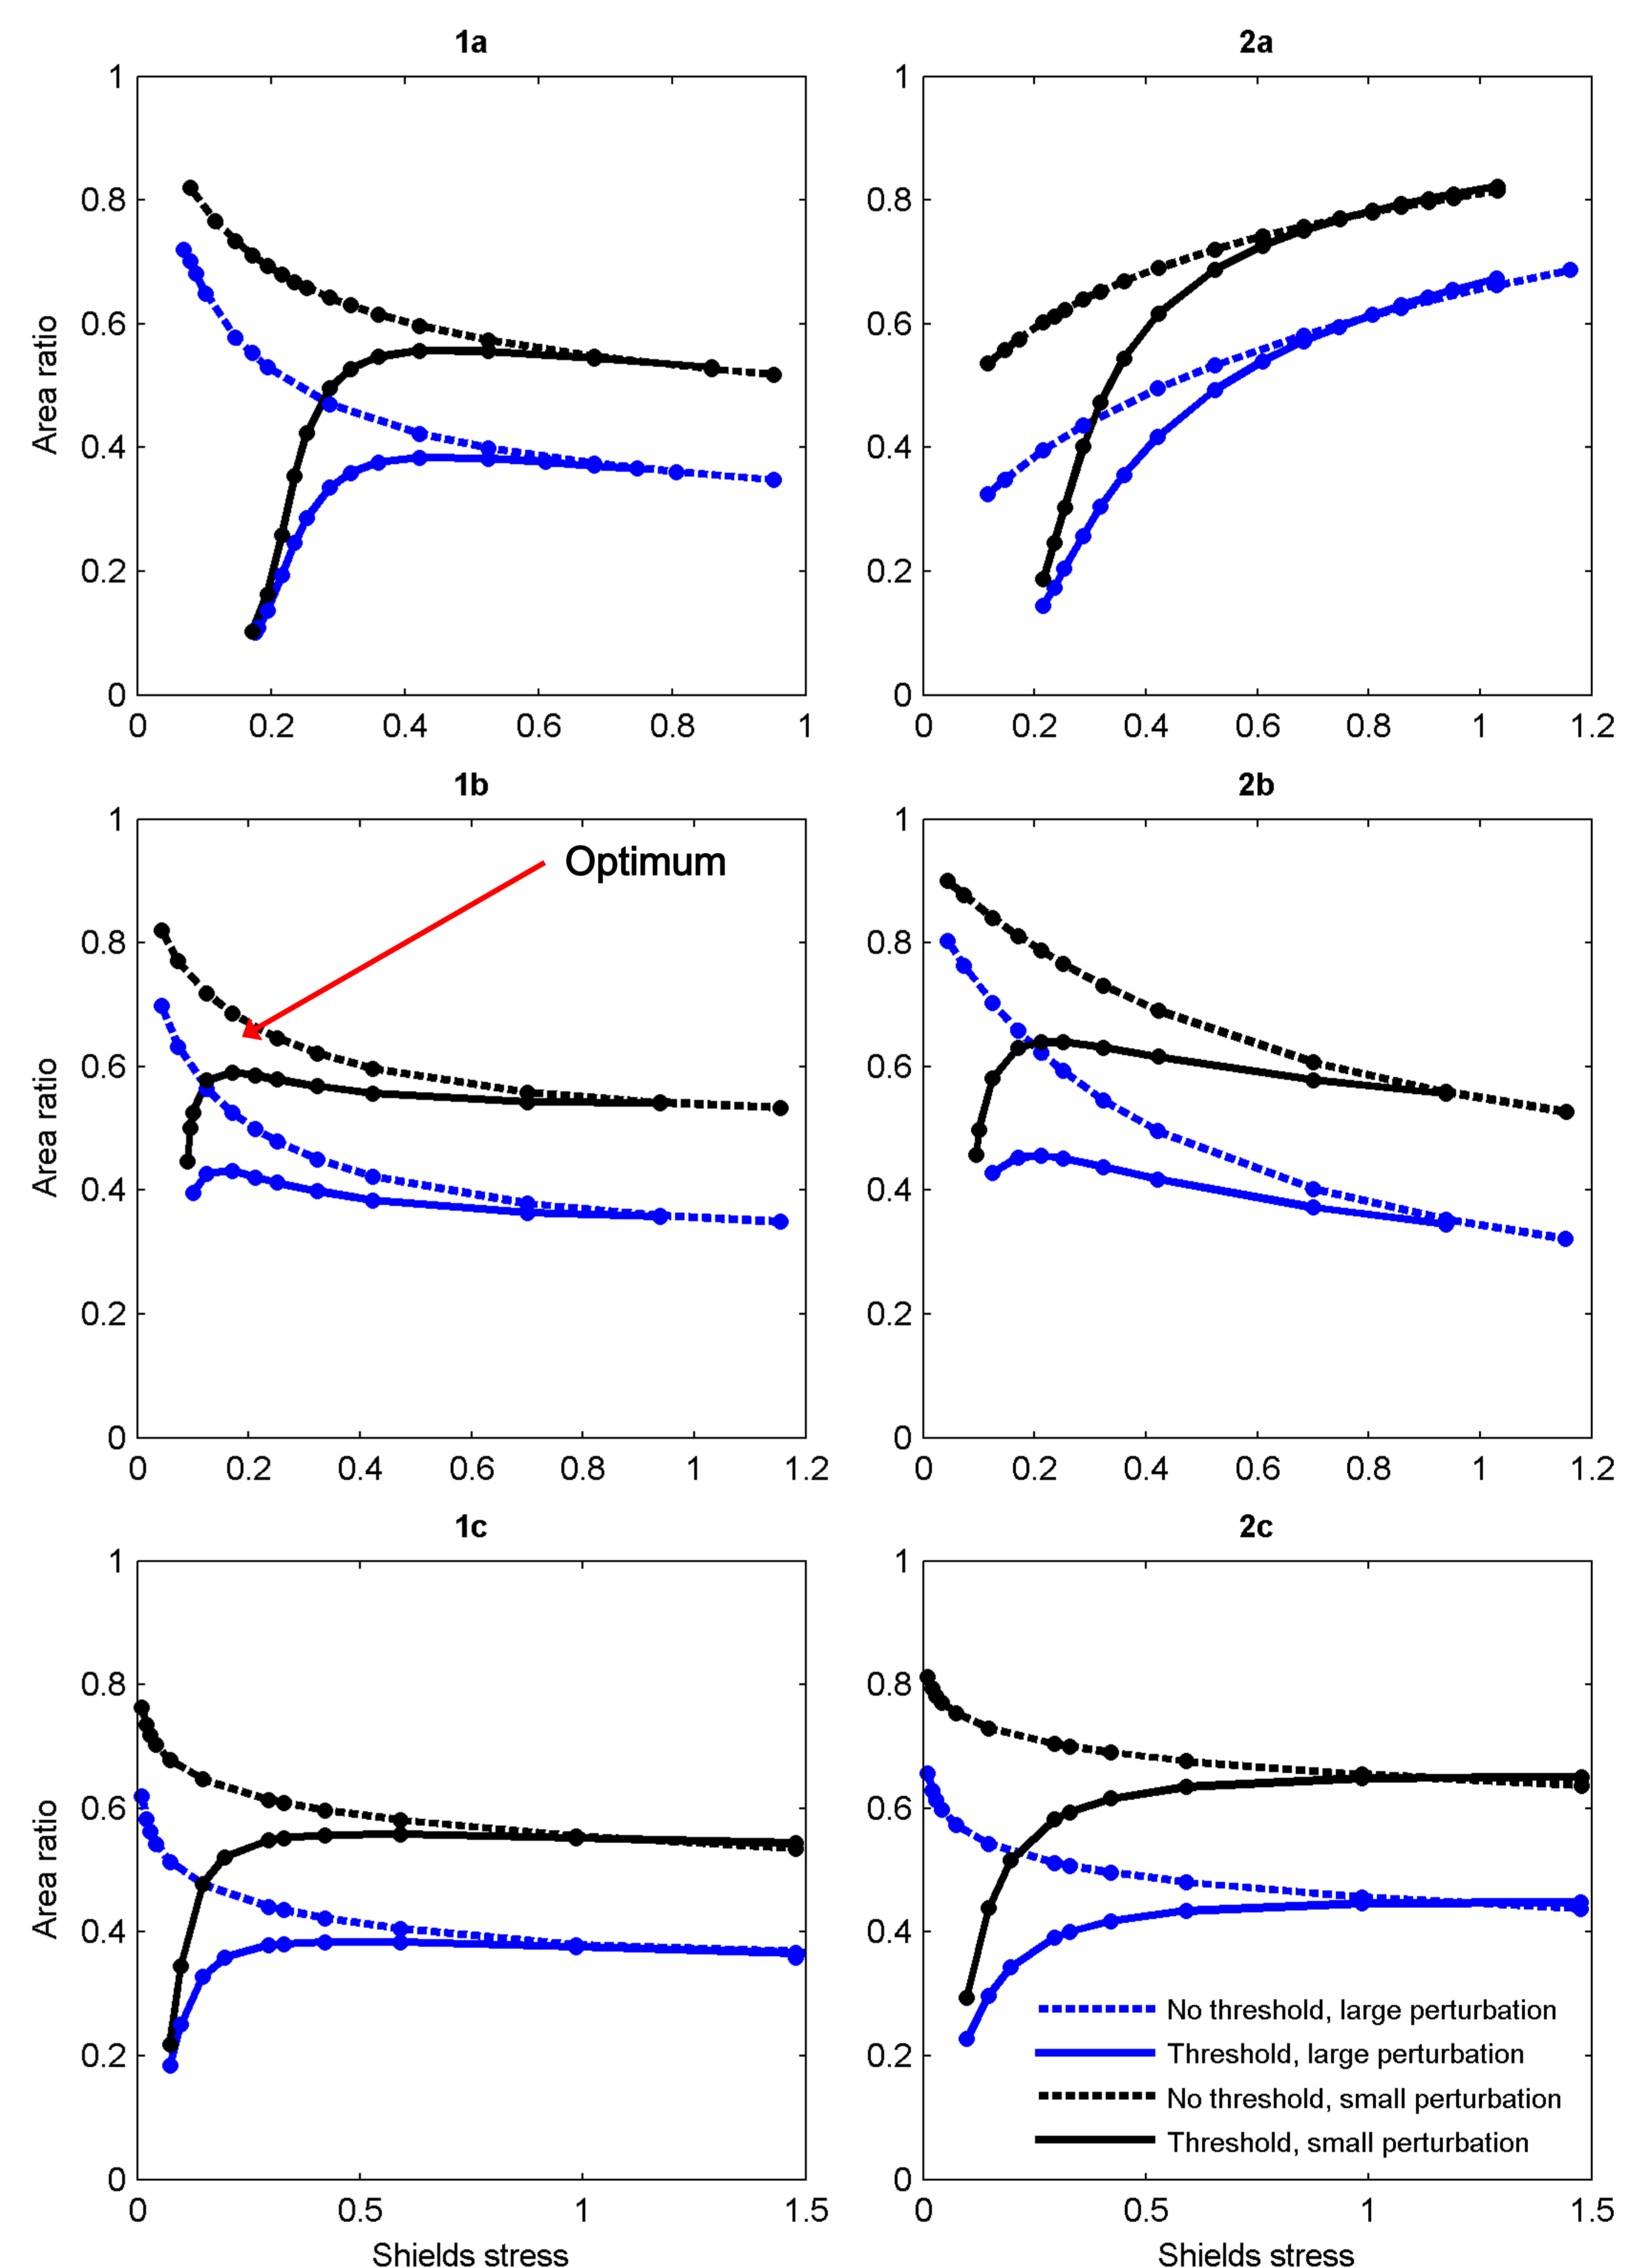 1a
2a
Area ratio
1
0.8
0.6
0.4
0.2
0
0 0.2 0.4 0.6 0.8 1
1
0.8
0.6
0.4
0.2
0
0 0.2 0.4 0.6 0.8 1 1.2
1b
2b
Area ratio
1
0.8
0.6
0.4
0.2
0
Optimum
0 0.2 0.4 0.6 0.8 1 1.2
1
0.8
0.6
0.4
0.2
0
0 0.2 0.4 0.6 0.8 1 1.2
1c
2c
Area ratio
1
0.8
0.6
0.4
0.2
0
0 0.5 1 1.5
Shields stress
1
0.8
0.6
0.4
0.2
0
No threshold, large perturbation
Threshold, large perturbation
No threshold, small perturbation
Threshold, small perturbation
0 0.5 1 1.5
Shields stress